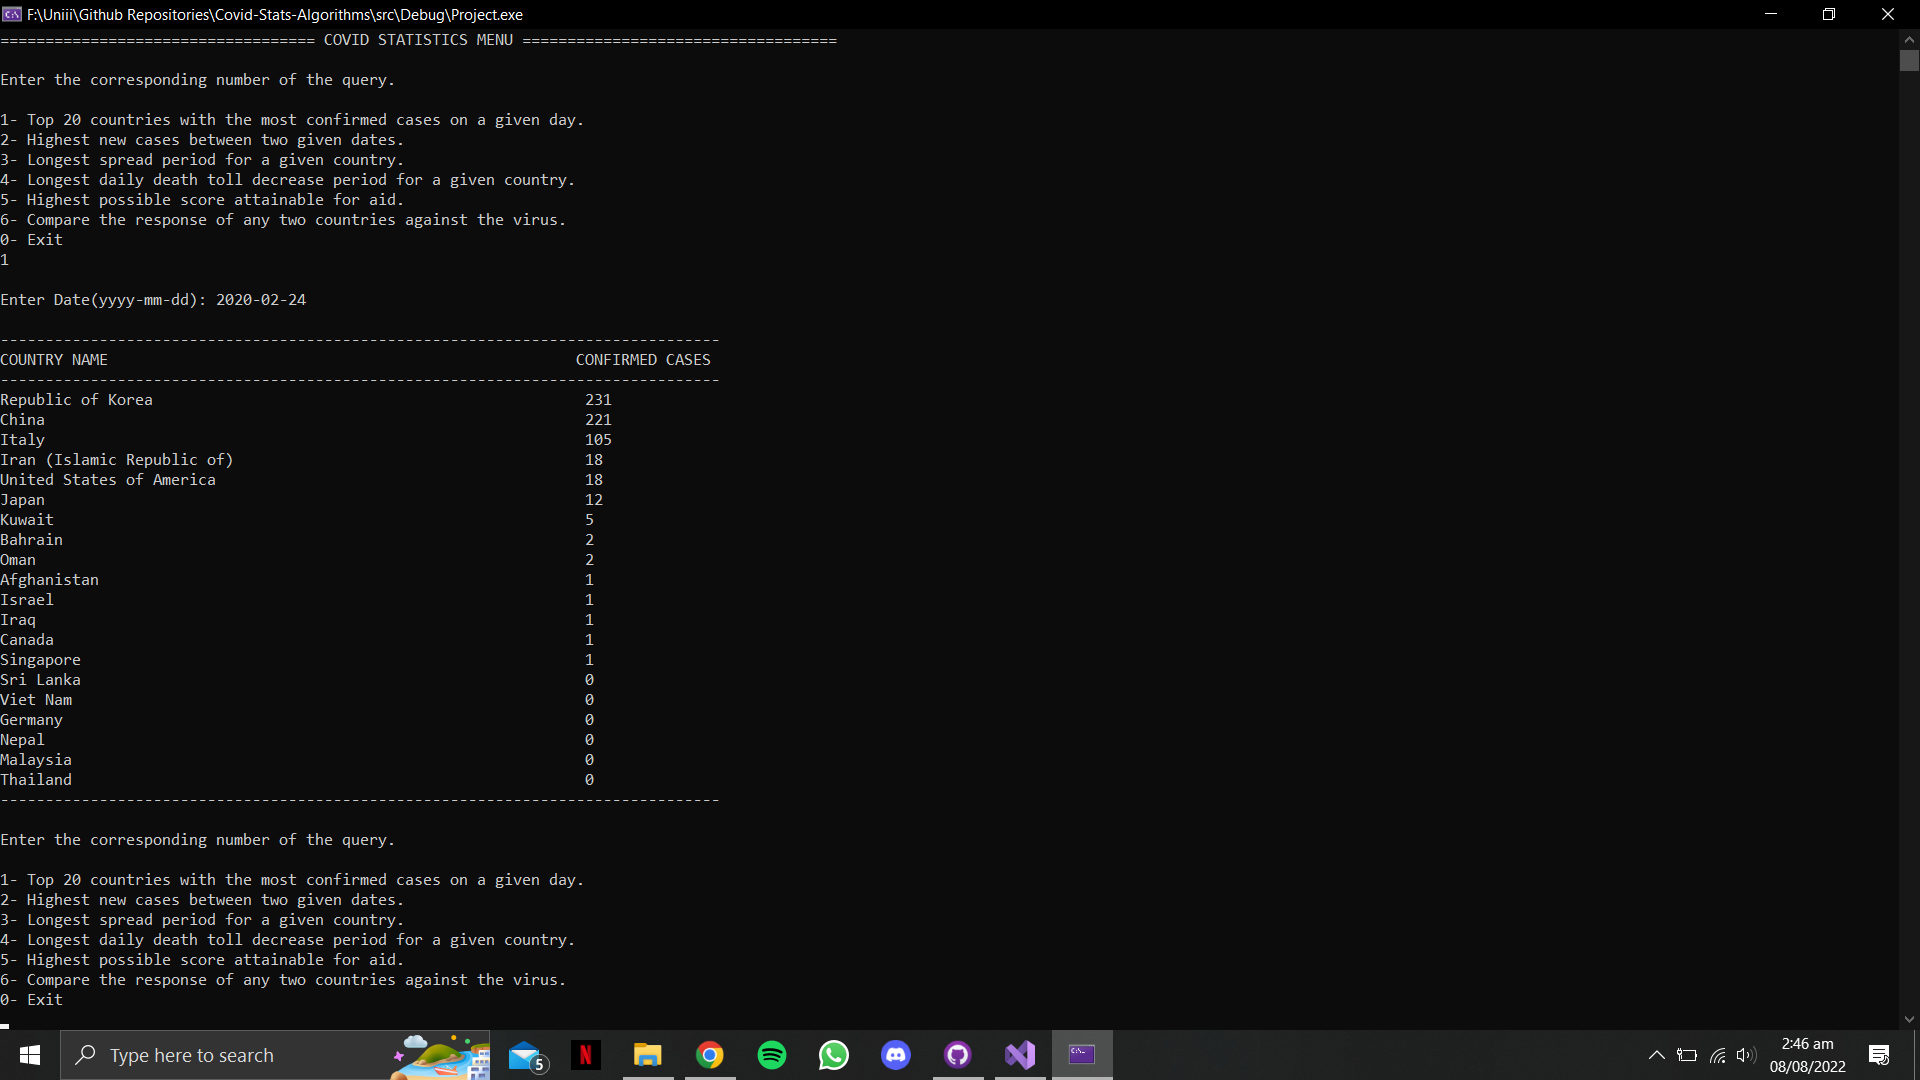 F:\Uniii\Github Repositories\Covid-Stats-Algorithms\src\Debug\Project.exe
=================================== COVID STATISTICS MENU ===================================
Enter the corresponding number of the query.
1- Top 20 countries with the most confirmed cases on a given day.
2- Highest new cases between two given dates.
3- Longest spread period for a given country.
4- Longest daily death toll decrease period for a given country.
5- Highest possible score attainable for aid.
6- Compare the response of any two countries against the virus.
0- Exit
1
Enter Date(yyyy-mm-dd): 2020-02-24
--------------------------------------------------------------------------------
COUNTRY NAME CONFIRMED CASES
--------------------------------------------------------------------------------
Republic of Korea 231
China 221
Italy 105
Iran (Islamic Republic of) 18
United States of America 18
Japan 12
Kuwait 5
Bahrain 2
Oman 2
Afghanistan 1
Israel 1
Iraq 1
Canada 1
Singapore 1
Sri Lanka 0
Viet Nam 0
Germany 0
Nepal 0
Malaysia 0
Thailand 0
--------------------------------------------------------------------------------
Enter the corresponding number of the query.
1- Top 20 countries with the most confirmed cases on a given day.
2- Highest new cases between two given dates.
3- Longest spread period for a given country.
4- Longest daily death toll decrease period for a given country.
5- Highest possible score attainable for aid.
6- Compare the response of any two countries against the virus.
0- Exit
Type here to search
5
N
2:46 am
08/08/2022